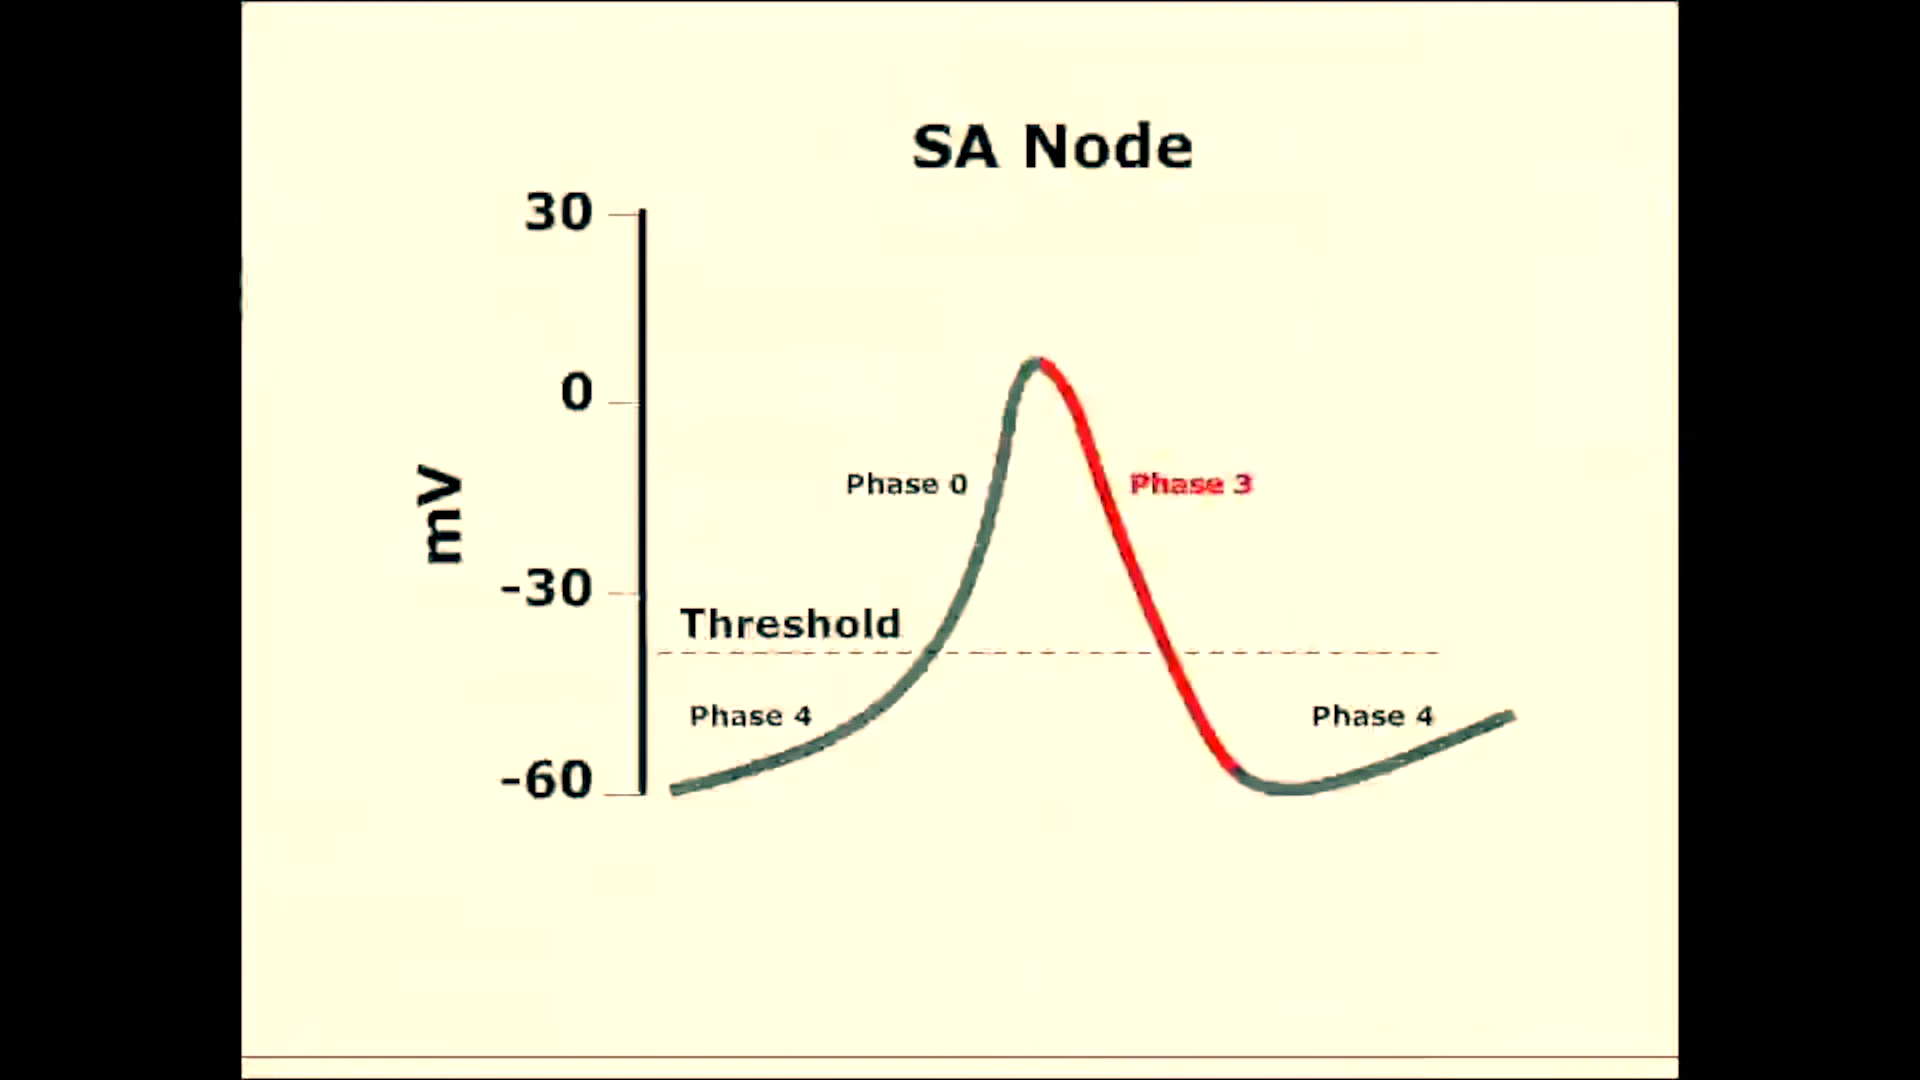 SA Node
30
0
mV
Phase 0
Phase 3
-30
Threshold
Phase 4
Phase 4
-60